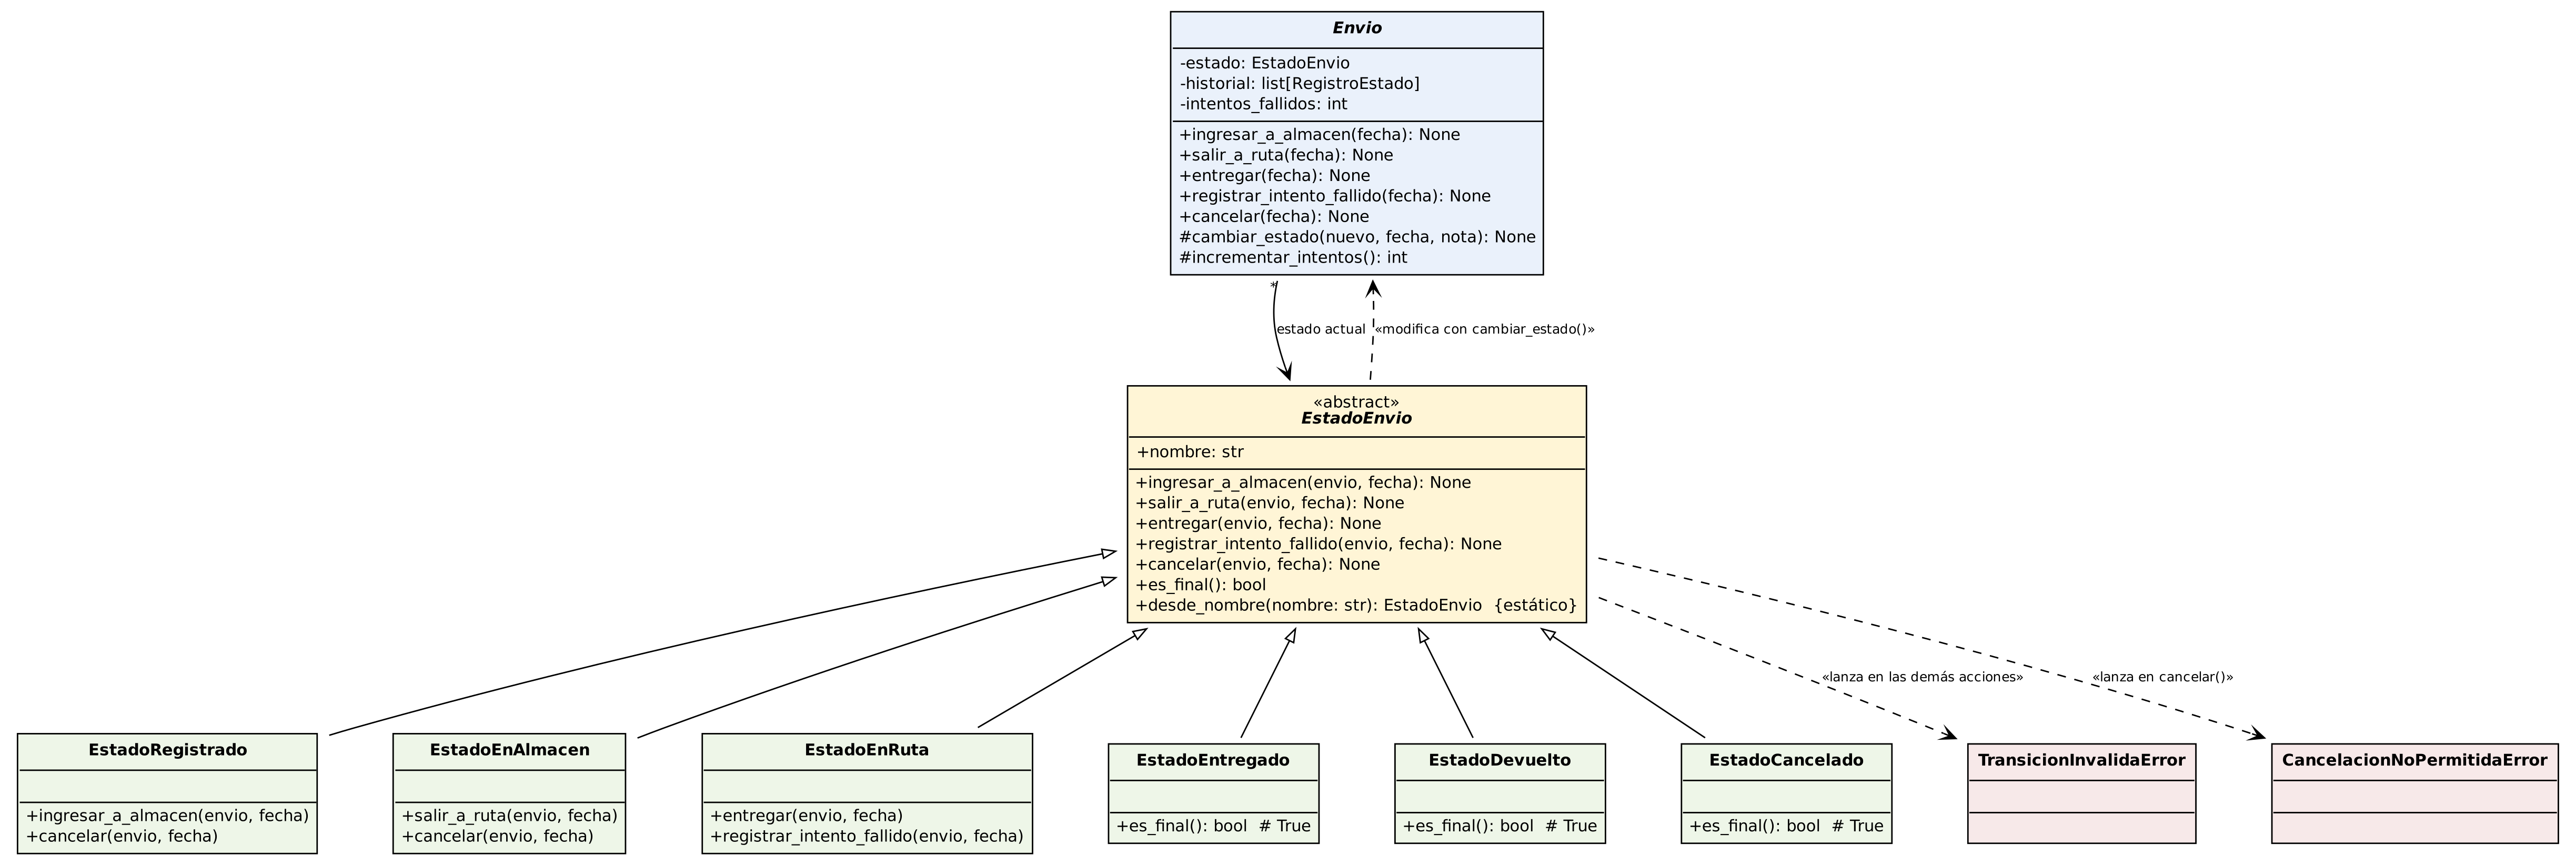 Envio
-estado: EstadoEnvio
-historial: list[RegistroEstado]
-intentos_fallidos: int
+ingresar_a_almacen(fecha): None
+salir_a_ruta(fecha): None
+entregar(fecha): None
+registrar_intento_fallido(fecha): None
+cancelar(fecha): None
#cambiar_estado(nuevo, fecha, nota): None
#incrementar_intentos(): int
*
estado actual
«modifica con cambiar_estado()»
«abstract»
EstadoEnvio
+nombre: str
+ingresar_a_almacen(envio, fecha): None
+salir_a_ruta(envio, fecha): None
+entregar(envio, fecha): None
+registrar_intento_fallido(envio, fecha): None
+cancelar(envio, fecha): None
+es_final(): bool
+desde_nombre(nombre: str): EstadoEnvio  {estático}
«lanza en las demás acciones»
«lanza en cancelar()»
EstadoRegistrado
+ingresar_a_almacen(envio, fecha)
+cancelar(envio, fecha)
EstadoEnAlmacen
+salir_a_ruta(envio, fecha)
+cancelar(envio, fecha)
EstadoEnRuta
+entregar(envio, fecha)
+registrar_intento_fallido(envio, fecha)
EstadoEntregado
+es_final(): bool  # True
EstadoDevuelto
+es_final(): bool  # True
EstadoCancelado
+es_final(): bool  # True
TransicionInvalidaError
CancelacionNoPermitidaError